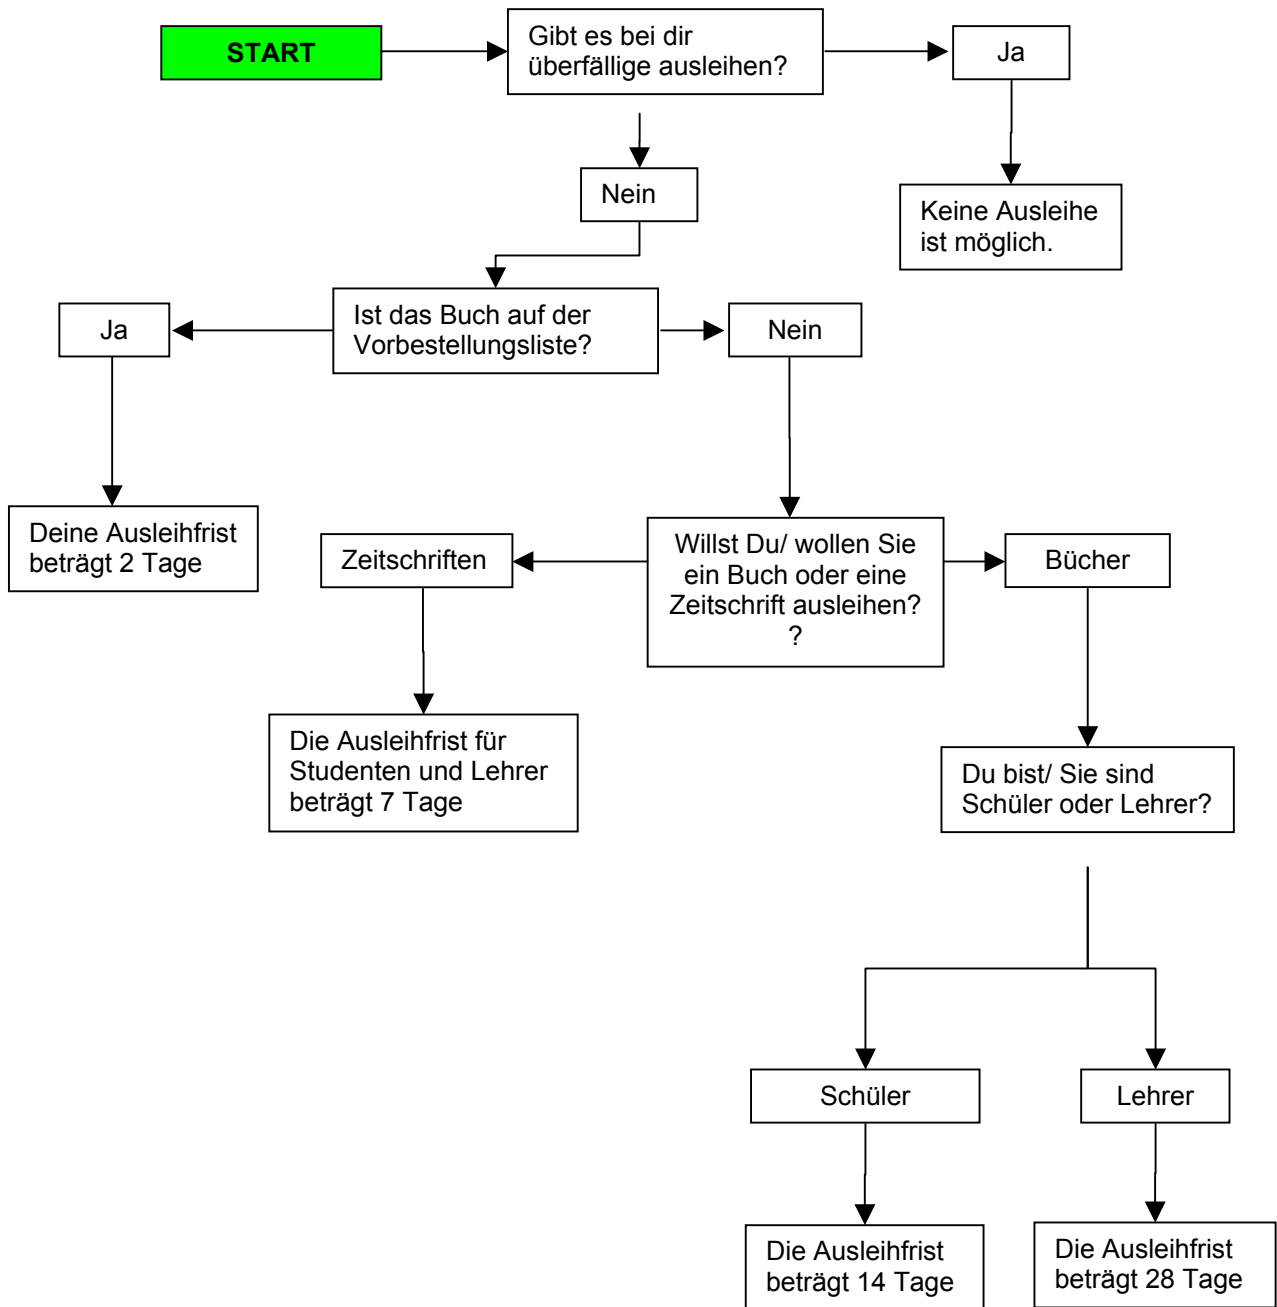 START
Gibt es bei dir
überfällige ausleihen?
Ja
Nein
Keine Ausleihe
ist möglich.
Ja
Ist das Buch auf der
Vorbestellungsliste?
Nein
Deine Ausleihfrist
beträgt 2 Tage
Zeitschriften
Willst Du/ wollen Sie
ein Buch oder eine
Zeitschrift ausleihen?
?
Bücher
Die Ausleihfrist für
Studenten und Lehrer
beträgt 7 Tage
Du bist/ Sie sind
Schüler oder Lehrer?
Schüler
Lehrer
Die Ausleihfrist
beträgt 14 Tage
Die Ausleihfrist
beträgt 28 Tage